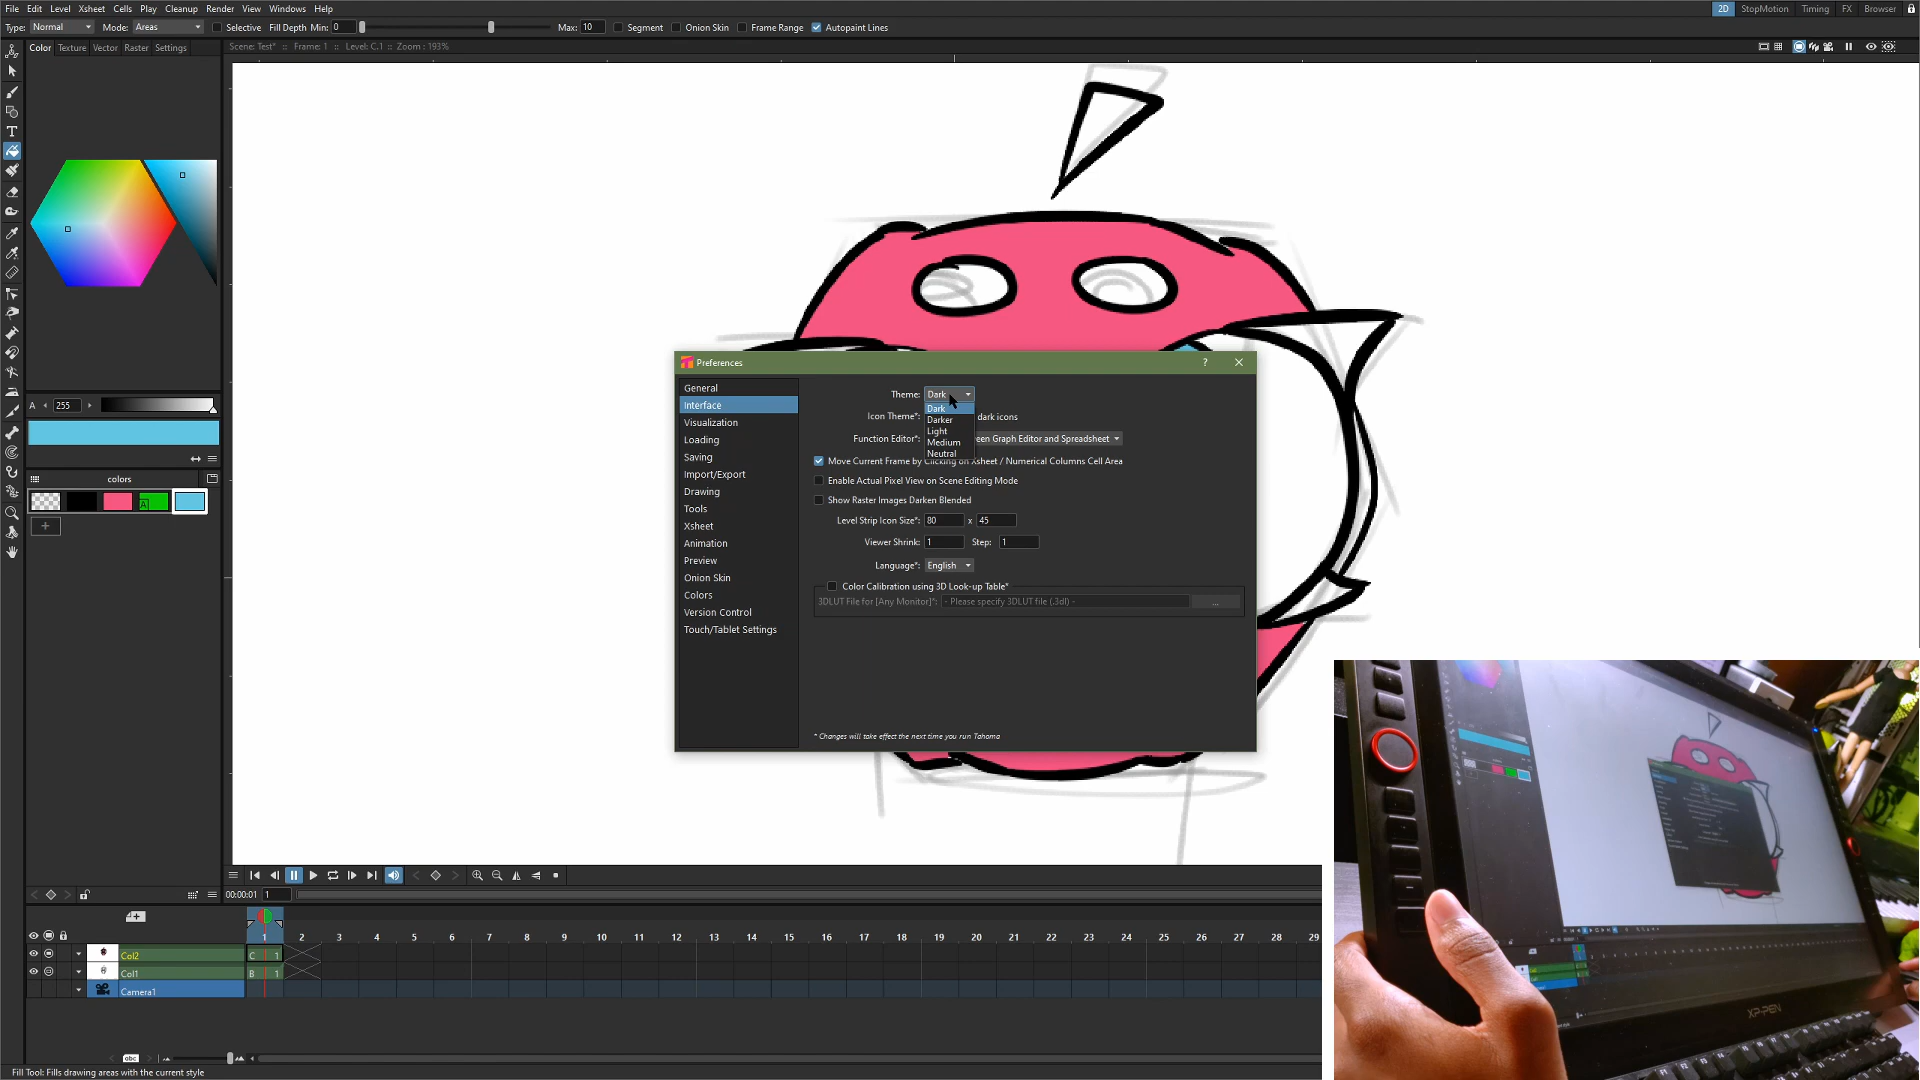 File Edit Level Xsheet Cells Play Cleanup Render View Windows Help
2D StopMotion Timing FX Browser
Type: Normal Mode: Areas Selective Fill Depth Min: 0 Max: 10 Segment Onion Skin Frame Range Autopaint Lines
Color Texture Vector Raster Settings
Scene: Test* :: Frame: 1 :: Level: C.1 :: Zoom : 193%
A 255
colors
A
Preferences
?
General
Interface
Visualization
Loading
Saving
Import/Export
Drawing
Tools
Xsheet
Animation
Preview
Onion Skin
Colors
Version Control
Touch/Tablet Settings
Theme: Dark
Dark
Darker
Light
Medium
Neutral
Icon Theme*: dark icons
Function Editor*: Graph Editor and Spreadsheet
Move Current Frame by Clicking on Xsheet / Numerical Columns Cell Area
Enable Actual Pixel View on Scene Editing Mode
Show Raster Images Darken Blended
Level Strip Icon Size*: 80 x 45
Viewer Shrink: 1 Step: 1
Language*: English
Color Calibration using 3D Look-up Table*
3DLUT File for [Any Monitor]*: - Please specify 3DLUT file (.3dl) - ...
* Changes will take effect the next time you run Tahoma
00:00:01 1
1 2 3 4 5 6 7 8 9 10 11 12 13 14 15 16 17 18 19 20 21 22 23 24 25 26 27 28 29
Col2 C 1
Col1 B 1
Camera1
abc
Fill Tool: Fills drawing areas with the current style
XP-PEN